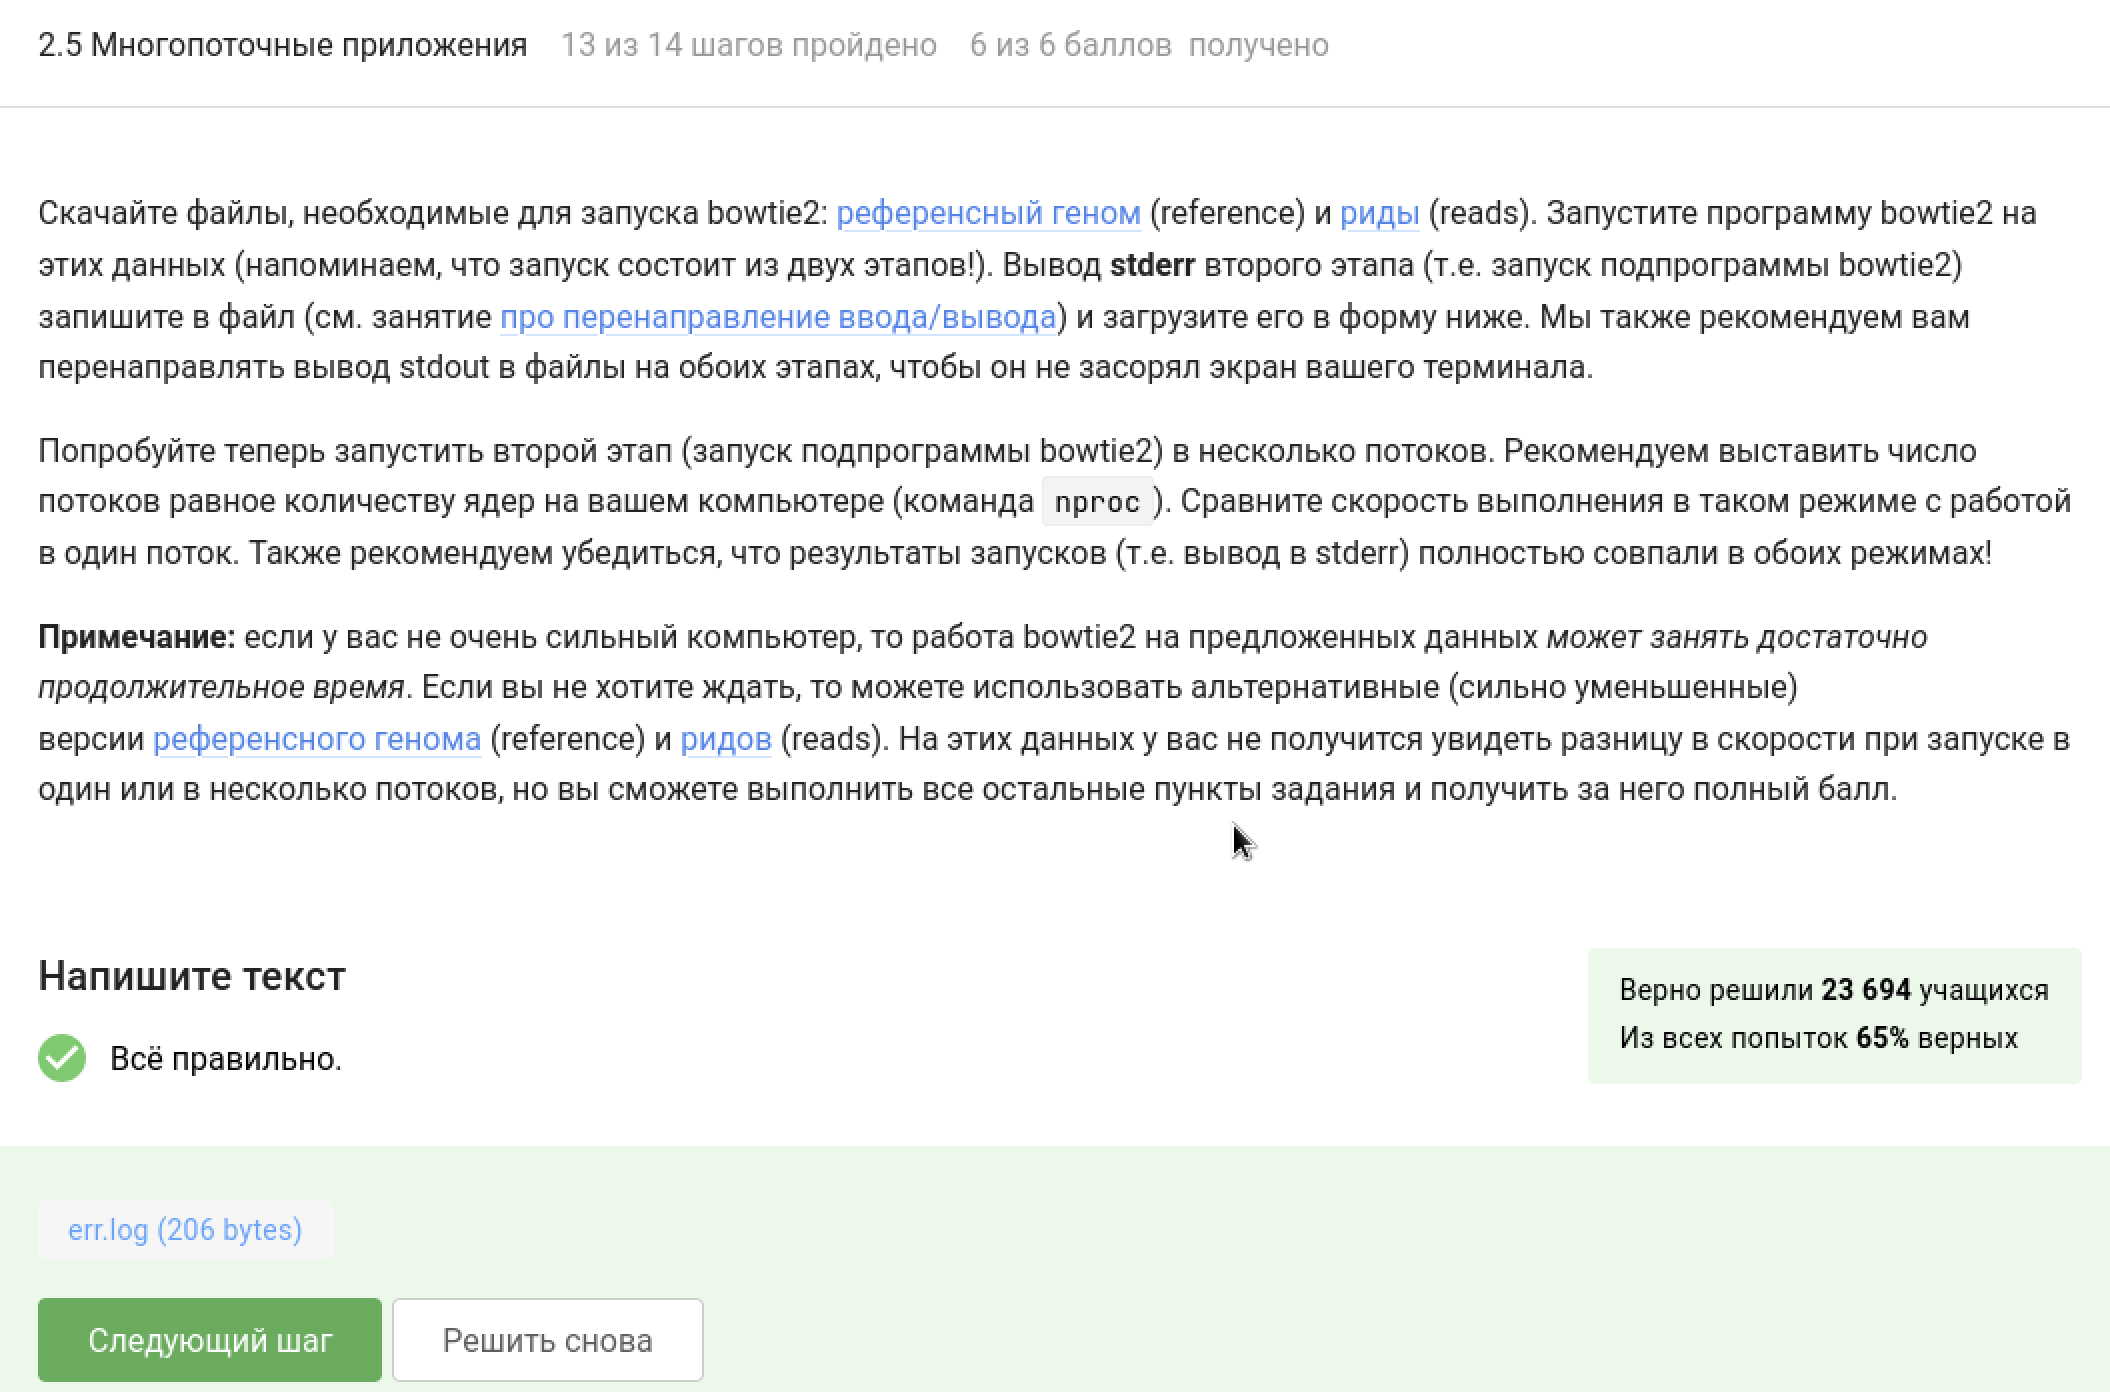 2.5 Многопоточные приложения 13 из 14 шагов пройдено 6 из 6 баллов получено
Скачайте файлы, необходимые для запуска bowtie2: референсный геном (reference) и риды (reads). Запустите программу bowtie2 на
этих данных (напоминаем, что запуск состоит из двух этапов!). Вывод stderr второго этапа (т.е. запуск подпрограммы bowtie2)
запишите в файл (см. занятие про перенаправление ввода/вывода) и загрузите его в форму ниже. Мы также рекомендуем вам
перенаправлять вывод stdout в файлы на обоих этапах, чтобы он не засорял экран вашего терминала.
Попробуйте теперь запустить второй этап (запуск подпрограммы bowtie2) в несколько потоков. Рекомендуем выставить число
потоков равное количеству ядер на вашем компьютере (команда nproc). Сравните скорость выполнения в таком режиме с работой
в один поток. Также рекомендуем убедиться, что результаты запусков (т.е. вывод в stderr) полностью совпали в обоих режимах!
Примечание: если у вас не очень сильный компьютер, то работа bowtie2 на предложенных данных может занять достаточно
продолжительное время. Если вы не хотите ждать, то можете использовать альтернативные (сильно уменьшенные)
версии референсного генома (reference) и ридов (reads). На этих данных у вас не получится увидеть разницу в скорости при запуске в
один или в несколько потоков, но вы сможете выполнить все остальные пункты задания и получить за него полный балл.
Напишите текст
Верно решили 23 694 учащихся
Из всех попыток 65% верных
Всё правильно.
err.log (206 bytes)
Следующий шаг Решить снова